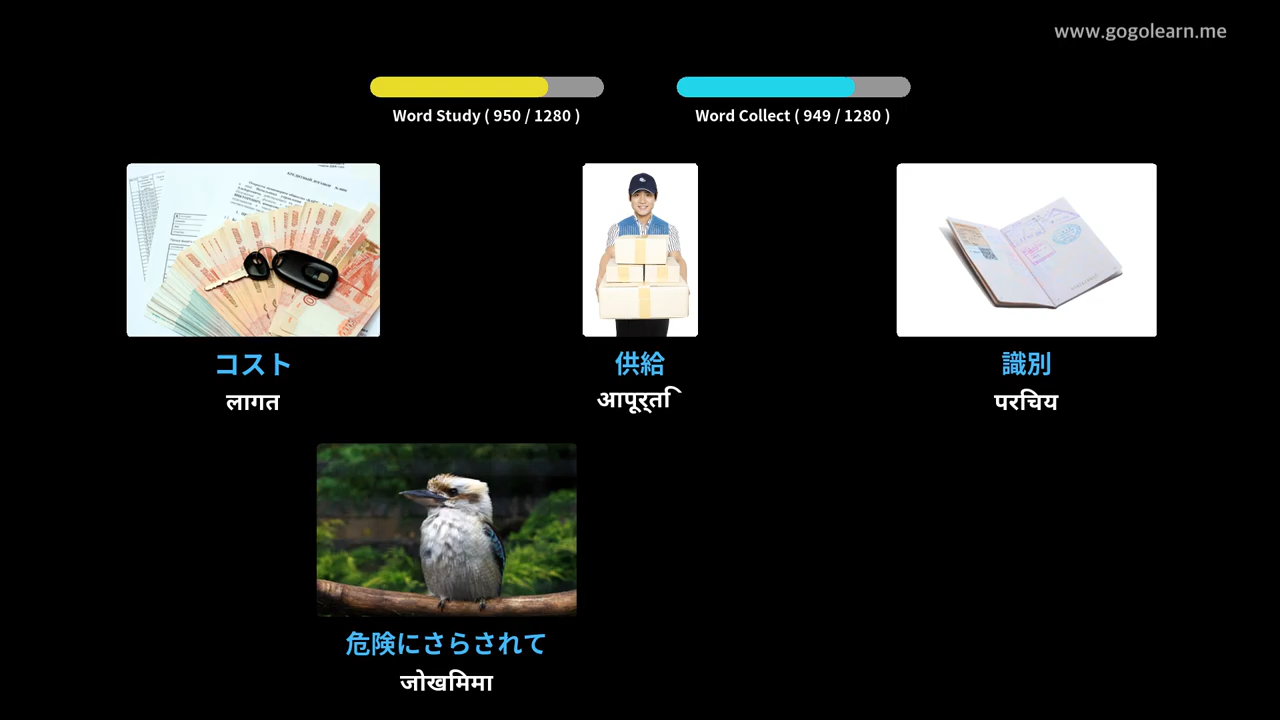 www.gogolearn.me
Word Study ( 950 / 1280 )
Word Collect ( 949 / 1280 )
コスト
लागत
供給
आपूर्ति
識別
परिचय
危険にさらされて
जोखिममा